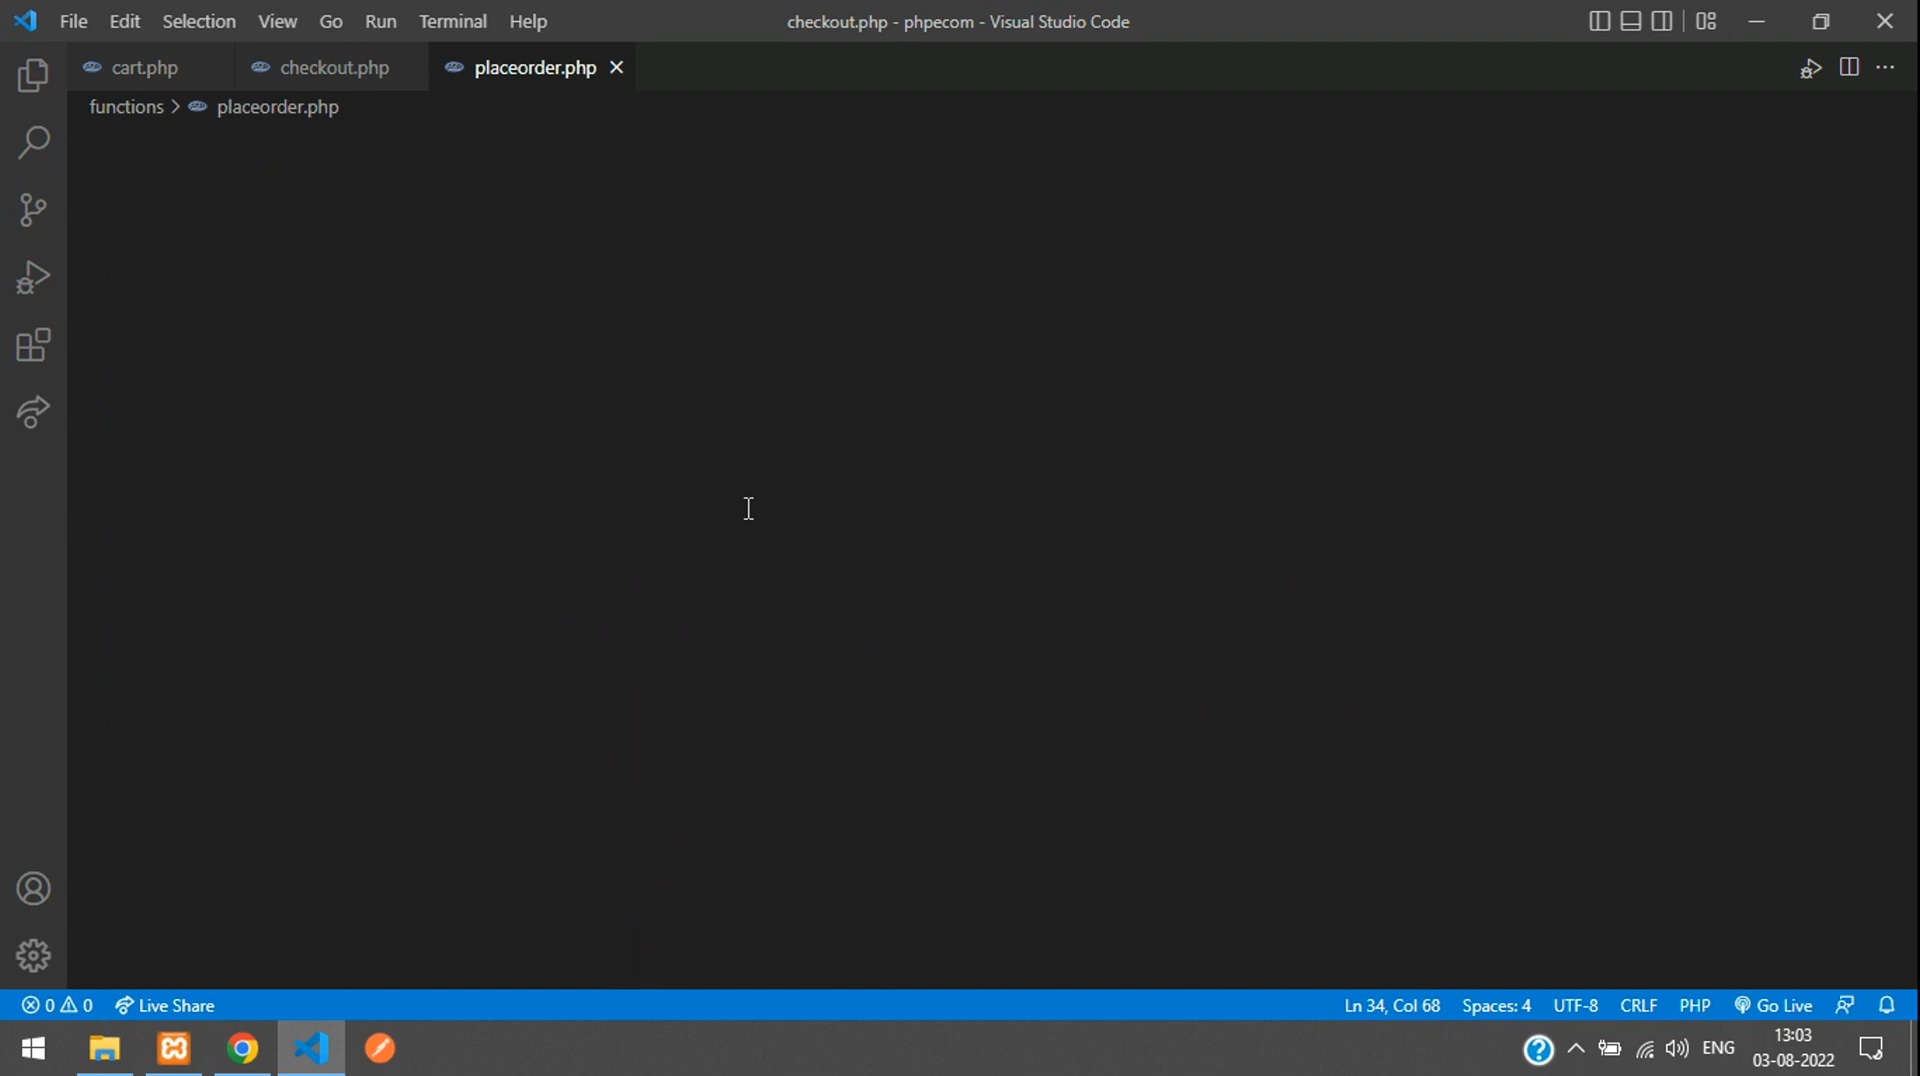 File Edit Selection View Go Run Terminal Help checkout.php - phpecom - Visual Studio Code
cart.php checkout.php placeorder.php
functions > placeorder.php
0 0 Live Share Ln 34, Col 68 Spaces: 4 UTF-8 CRLF PHP Go Live
ENG 13:03
03-08-2022